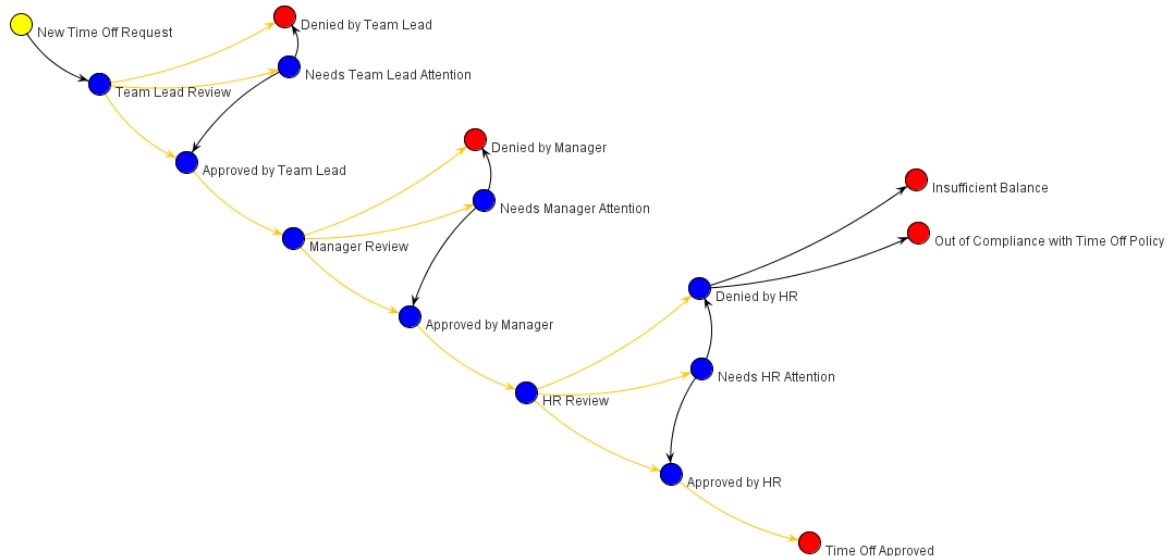 New Time Off Request
Denied by Team Lead
Needs Team Lead Attention
Team Lead Review
Approved by Team Lead
Denied by Manager
Needs Manager Attention
Manager Review
Approved by Manager
Insufficient Balance
Out of Compliance with Time Off Policy
Denied by HR
Needs HR Attention
HR Review
Approved by HR
Time Off Approved